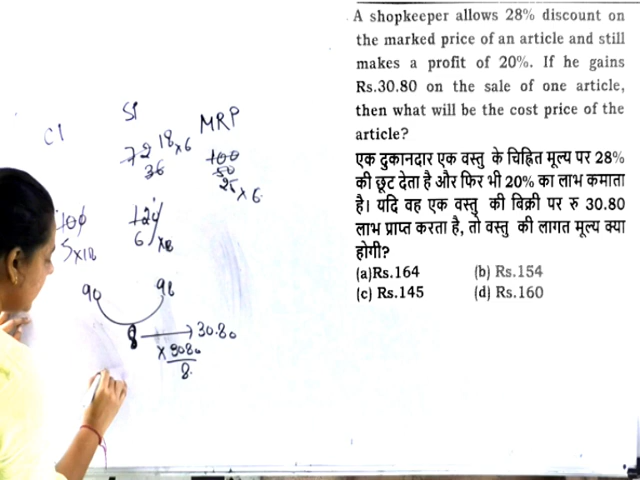 A shopkeeper allows 28% discount on
the marked price of an article and still
makes a profit of 20%. If he gains
Rs.30.80 on the sale of one article,
then what will be the cost price of the
article?
एक दुकानदार एक वस्तु के चिह्नित मूल्य पर 28%
की छूट देता है और फिर भी 20% का लाभ कमाता
है। यदि वह एक वस्तु की विक्री पर रु 30.80
लाभ प्राप्त करता है, तो वस्तु की लागत मूल्य क्या
होगी?
(a)Rs.164 (b) Rs.154
(c) Rs.145 (d) Rs.160
MRP
72 18×6 100
36 50
25 ×6
100 120
5×18 6
90
8 → 30.80
8